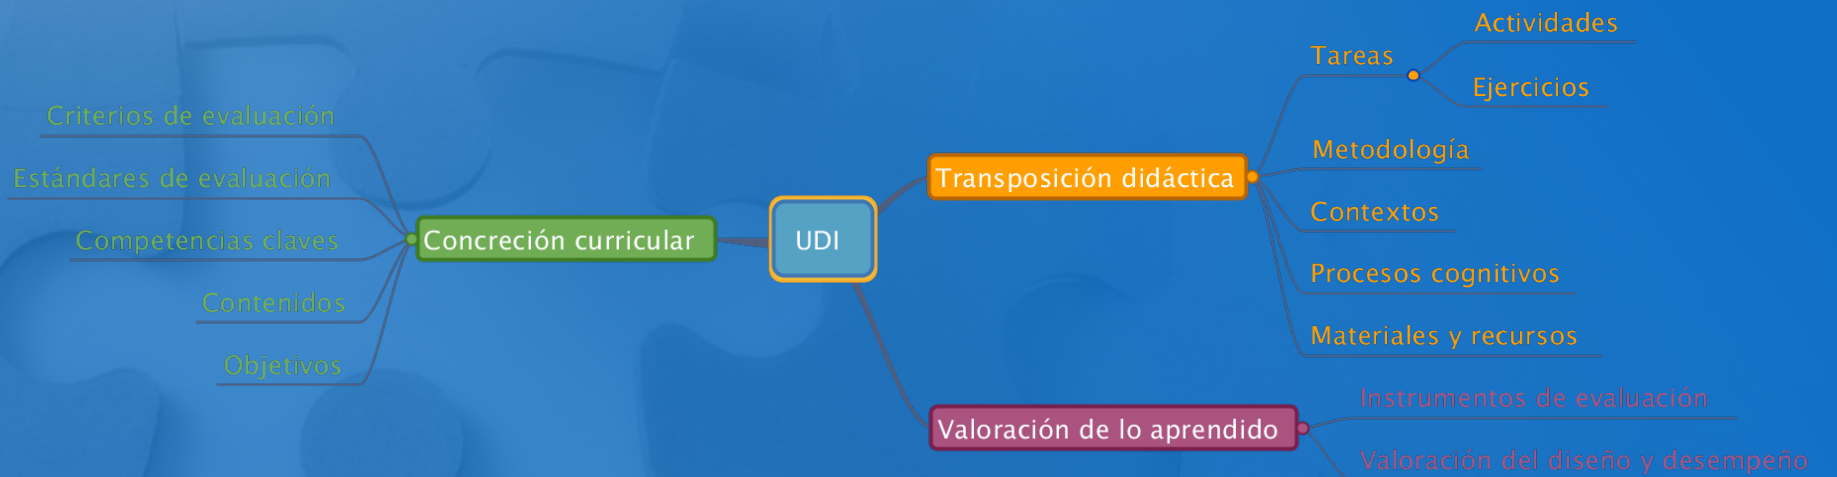 UDI
Concreción curricular
Criterios de evaluación
Estándares de evaluación
Competencias claves
Contenidos
Objetivos
Transposición didáctica
Tareas
Actividades
Ejercicios
Metodología
Contextos
Procesos cognitivos
Materiales y recursos
Valoración de lo aprendido
Instrumentos de evaluación
Valoración del diseño y desempeño